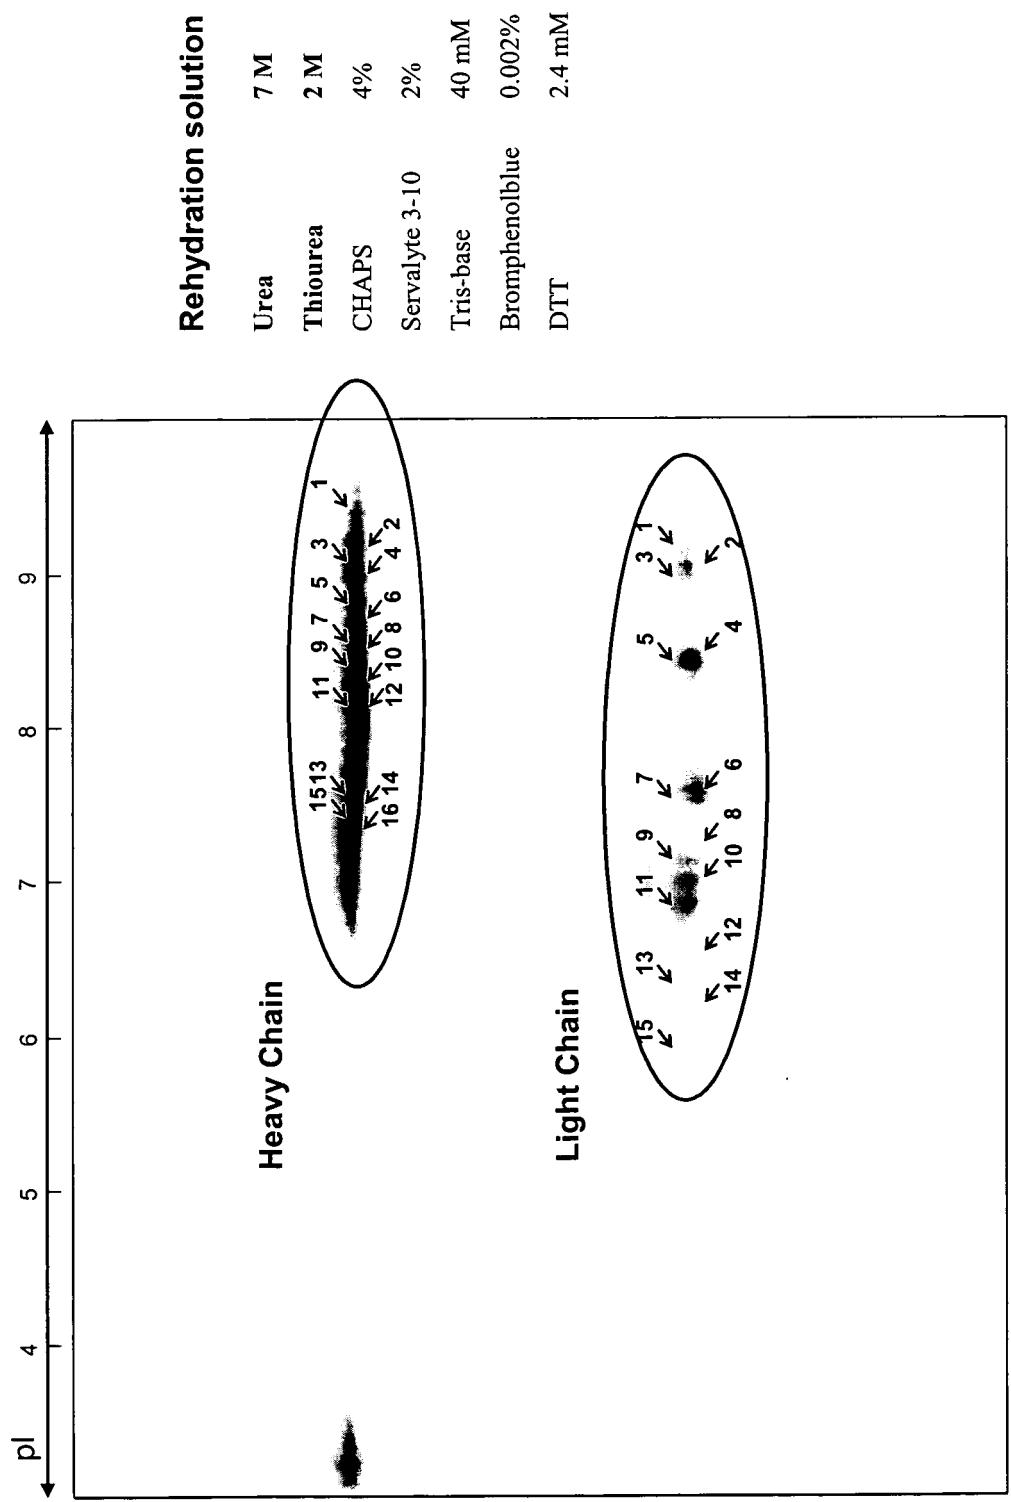 pI
4 5 6 7 8 9
Heavy Chain
15 13 11 9 7 5 3 1
16 14 12 10 8 6 4 2
Light Chain
15 13 11 9 7 5 3 1
14 12 10 8 6 4 2
Rehydration solution
Urea 7 M
Thiourea 2 M
CHAPS 4%
Servalyte 3-10 2%
Tris-base 40 mM
Bromphenolblue 0.002%
DTT 2.4 mM